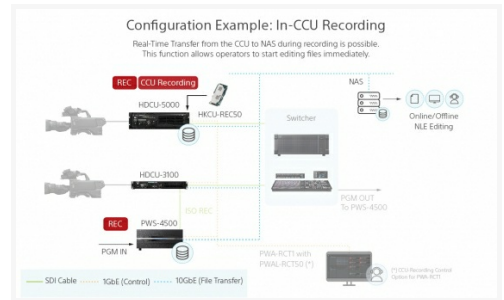 Configuration Example: In-CCU Recording
Real-Time Transfer from the CCU to NAS during recording is possible.
This function allows operators to start editing files immediately.
REC CCU Recording
HDCU-5000
HKCU-REC50
NAS
Online/Offline
NLE Editing
Switcher
HDCU-3100
ISO REC
REC
PWS-4500
PGM IN
PGM OUT
To PWS-4500
PWA-RCT1 with
PWAL-RCT50 (*)
(*) CCU Recording Control
Option for PWA-RCT1
SDI Cable
1GbE (Control)
10GbE (File Transfer)